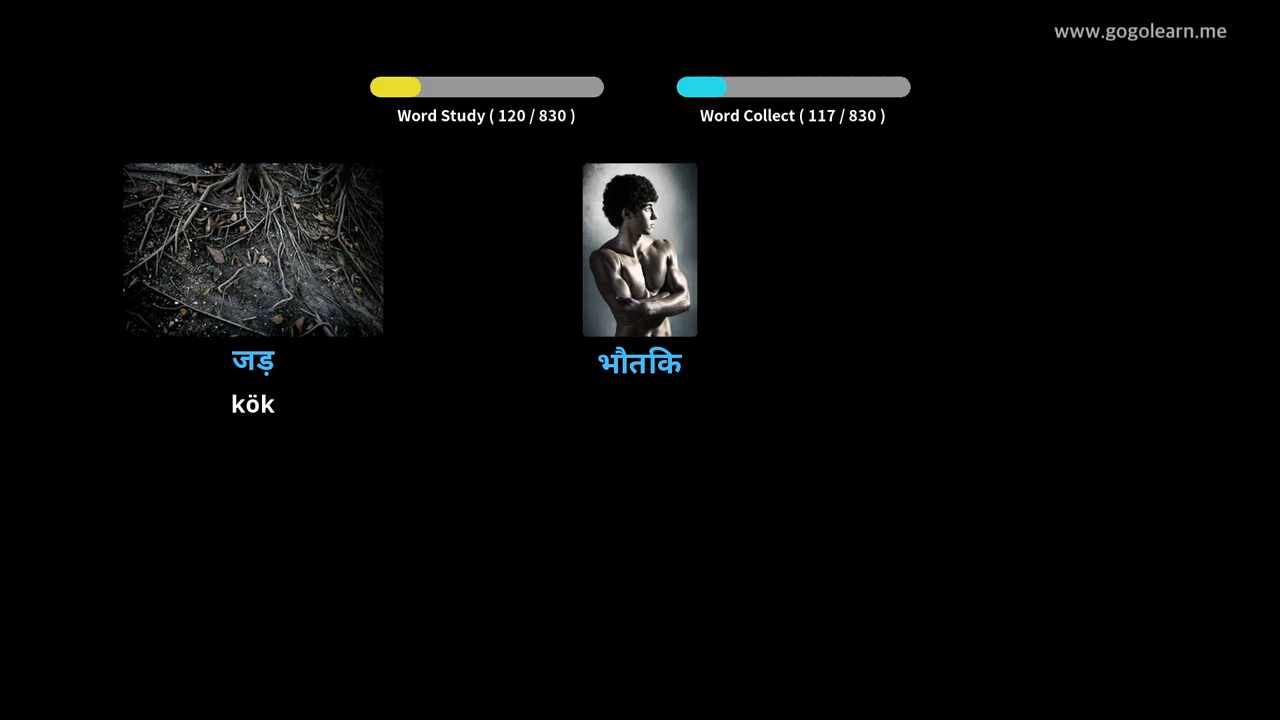 www.gogolearn.me
Word Study ( 120 / 830 )
Word Collect ( 117 / 830 )
जड़
kök
भौतकि